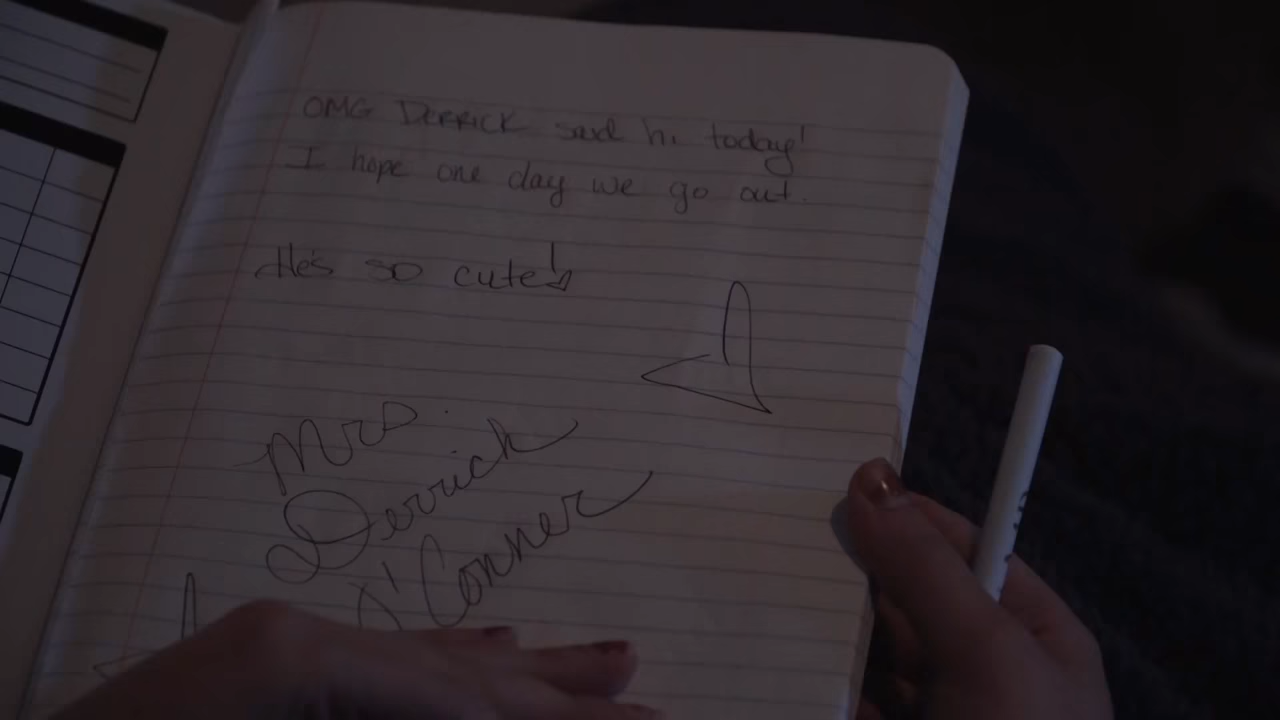 OMG DERRICK said hi today!
I hope one day we go out.
He's so cute!
Mrs.
Derrick
O'Conner